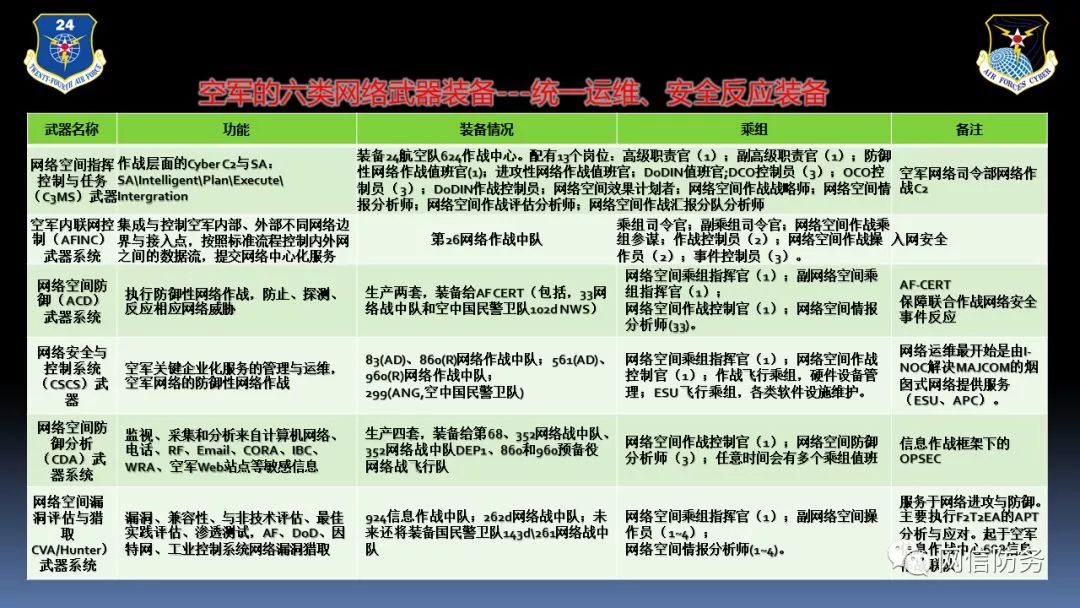 24
TWENTY-FOURTH AIR FORCE
AIR FORCES CYBER
空军的六类网络武器装备---统一运维、安全反应装备
武器名称
功能
装备情况
乘组
备注
网络空间指挥
控制与任务
（C3MS）武器
作战层面的Cyber C2与SA：
SA\Intelligent\Plan\Execute\
Intergration
装备24航空队624作战中心。配有13个岗位：高级职责官（1）；副高级职责官（1）；防御
性网络作战值班官(1)；进攻性网络作战值班官；DoDIN值班官;DCO控制员（3）；OCO控
制员（3）；DoDIN作战控制员；网络空间效果计划者；网络空间作战战略师；网络空间情
报分析师；网络空间作战评估分析师；网络空间作战汇报分队分析师
空军网络司令部网络作
战C2
空军内联网控
制（AFINC）
武器系统
集成与控制空军内部、外部不同网络边
界与接入点，按照标准流程控制内外网
之间的数据流，提交网络中心化服务
第26网络作战中队
乘组司令官；副乘组司令官；网络空间作战乘
组参谋；作战控制员（2）；网络空间作战操
作员（2）；事件控制员（3）。
入网安全
网络空间防
御（ACD）
武器系统
执行防御性网络作战，防止、探测、
反应相应网络威胁
生产两套，装备给AFCERT（包括，33网
络战中队和空中国民警卫队102d NWS）
网络空间乘组指挥官（1）；副网络空间乘
组指挥官（1）；
网络空间作战控制官（1）；网络空间情报
分析师(33)。
AF-CERT
保障联合作战网络安全
事件反应
网络安全与
控制系统
（CSCS）武
器
空军关键企业化服务的管理与运维，
空军网络的防御性网络作战
83(AD)、860(R)网络作战中队；561(AD)、
960(R)网络作战中队；
299(ANG,空中国民警卫队)
网络空间乘组指挥官（1）；网络空间作战
控制官（1）；作战飞行乘组，硬件设备管
理；ESU飞行乘组，各类软件设施维护。
网络运维最开始是由I-
NOC解决MAJCOM的烟
囱式网络提供服务
（ESU、APC）。
网络空间防
御分析
（CDA）武
器系统
监视、采集和分析来自计算机网络、
电话、RF、Email、CORA、IBC、
WRA、空军Web站点等敏感信息
生产四套，装备给第68、352网络战中队、
352网络战中队DEP1、860和960预备役
网络战飞行队
网络空间作战控制官（1）；网络空间防御
分析师（3）；任意时间会有多个乘组值班
信息作战框架下的
OPSEC
网络空间漏
洞评估与猎
取
CVA/Hunter）
武器系统
漏洞、兼容性、与非技术评估、最佳
实践评估、渗透测试，AF、DoD、因
特网、工业控制系统网络漏洞猎取
924信息作战中队；262d网络战中队；未
来还将装备国民警卫队143d\261网络战中
队
网络空间乘组指挥官（1）；副网络空间操
作员（1~4）；
网络空间情报分析师(1~4)。
服务于网络进攻与防御。
主要执行F2T2EA的APT
分析与应对。起于空军
信息作战中心662信息
联队
网信防务